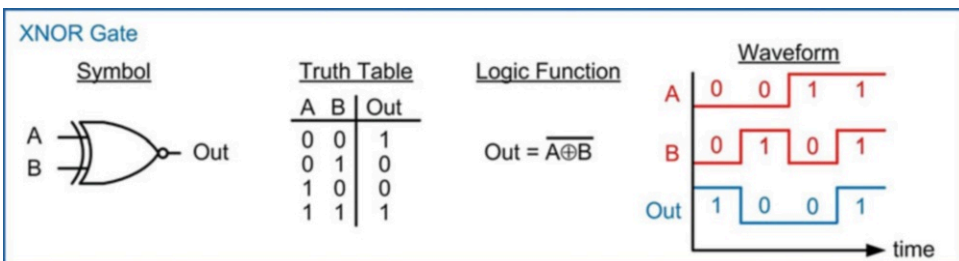 XNOR Gate
Symbol
A
B
Out
Truth Table
A B Out
0 0 1
0 1 0
1 0 0
1 1 1
Logic Function
Out = A⊕B
Waveform
A 0 0 1 1
B 0 1 0 1
Out 1 0 0 1
time